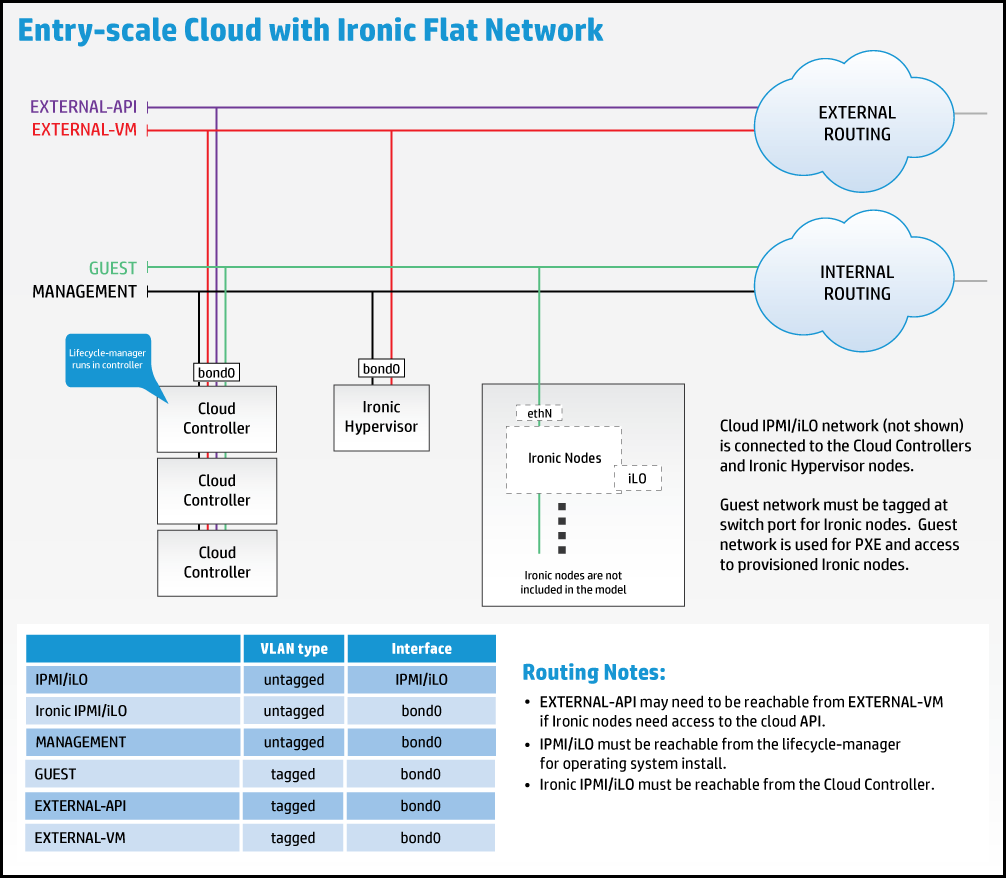 Entry-scale Cloud with Ironic Flat Network
EXTERNAL-API
EXTERNAL-VM
EXTERNAL
ROUTING
GUEST
MANAGEMENT
INTERNAL
ROUTING
Lifecycle-manager
runs in controller
bond0
Cloud
Controller
Cloud
Controller
Cloud
Controller
bond0
Ironic
Hypervisor
ethN
Ironic Nodes
iLO
Ironic nodes are not
included in the model
Cloud IPMI/iLO network (not shown)
is connected to the Cloud Controllers
and Ironic Hypervisor nodes.
Guest network must be tagged at
switch port for Ironic nodes. Guest
network is used for PXE and access
to provisioned Ironic nodes.
VLAN type Interface
IPMI/iLO untagged IPMI/iLO
Ironic IPMI/iLO untagged bond0
MANAGEMENT untagged bond0
GUEST tagged bond0
EXTERNAL-API tagged bond0
EXTERNAL-VM tagged bond0
Routing Notes:
• EXTERNAL-API may need to be reachable from EXTERNAL-VM
if Ironic nodes need access to the cloud API.
• IPMI/iLO must be reachable from the lifecycle-manager
for operating system install.
• Ironic IPMI/iLO must be reachable from the Cloud Controller.